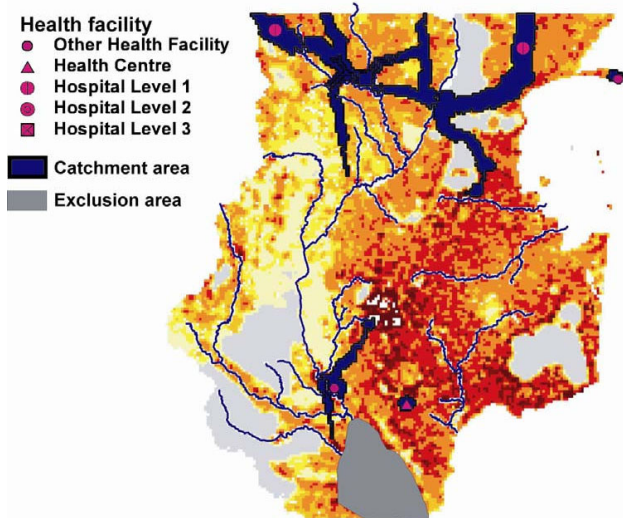 Health facility
Other Health Facility
Health Centre
Hospital Level 1
Hospital Level 2
Hospital Level 3
Catchment area
Exclusion area